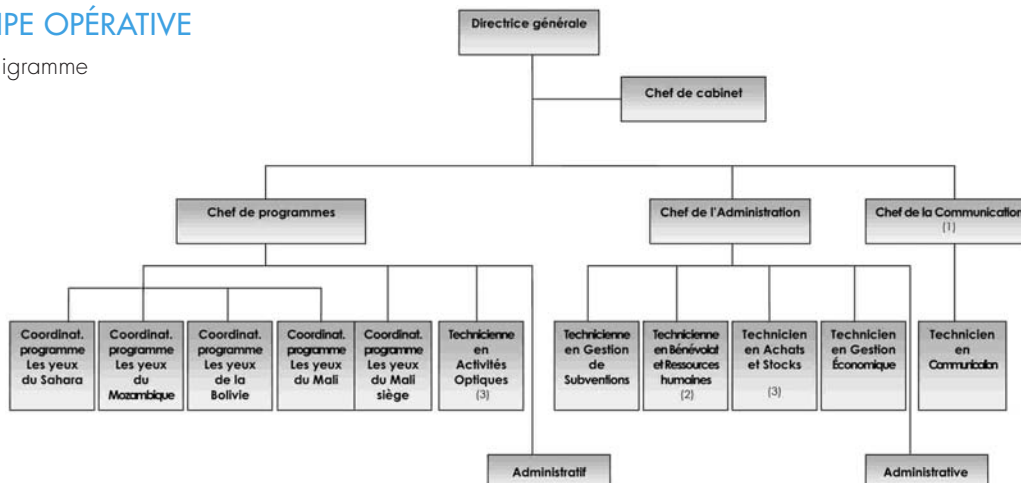 IPE OPÉRATIVE
igramme
Directrice générale
Chef de cabinet
Chef de programmes
Chef de l'Administration
Chef de la Communication
(1)
Coordinat.
programme
Les yeux
du Sahara
Coordinat.
programme
Les yeux
du
Mozambique
Coordinat.
programme
Les yeux
de la
Bolivie
Coordinat.
programme
Les yeux
du Mali
Coordinat.
programme
Les yeux
du Mali
siège
Technicienne
en
Activités
Optiques
(3)
Technicienne
en Gestion
de
Subventions
Technicienne
en Bénévolat
et Ressources
humaines
(2)
Technicien
en Achats
et Stocks
(3)
Technicien
en Gestion
Économique
Technicien
en
Communication
Administratif
Administrative